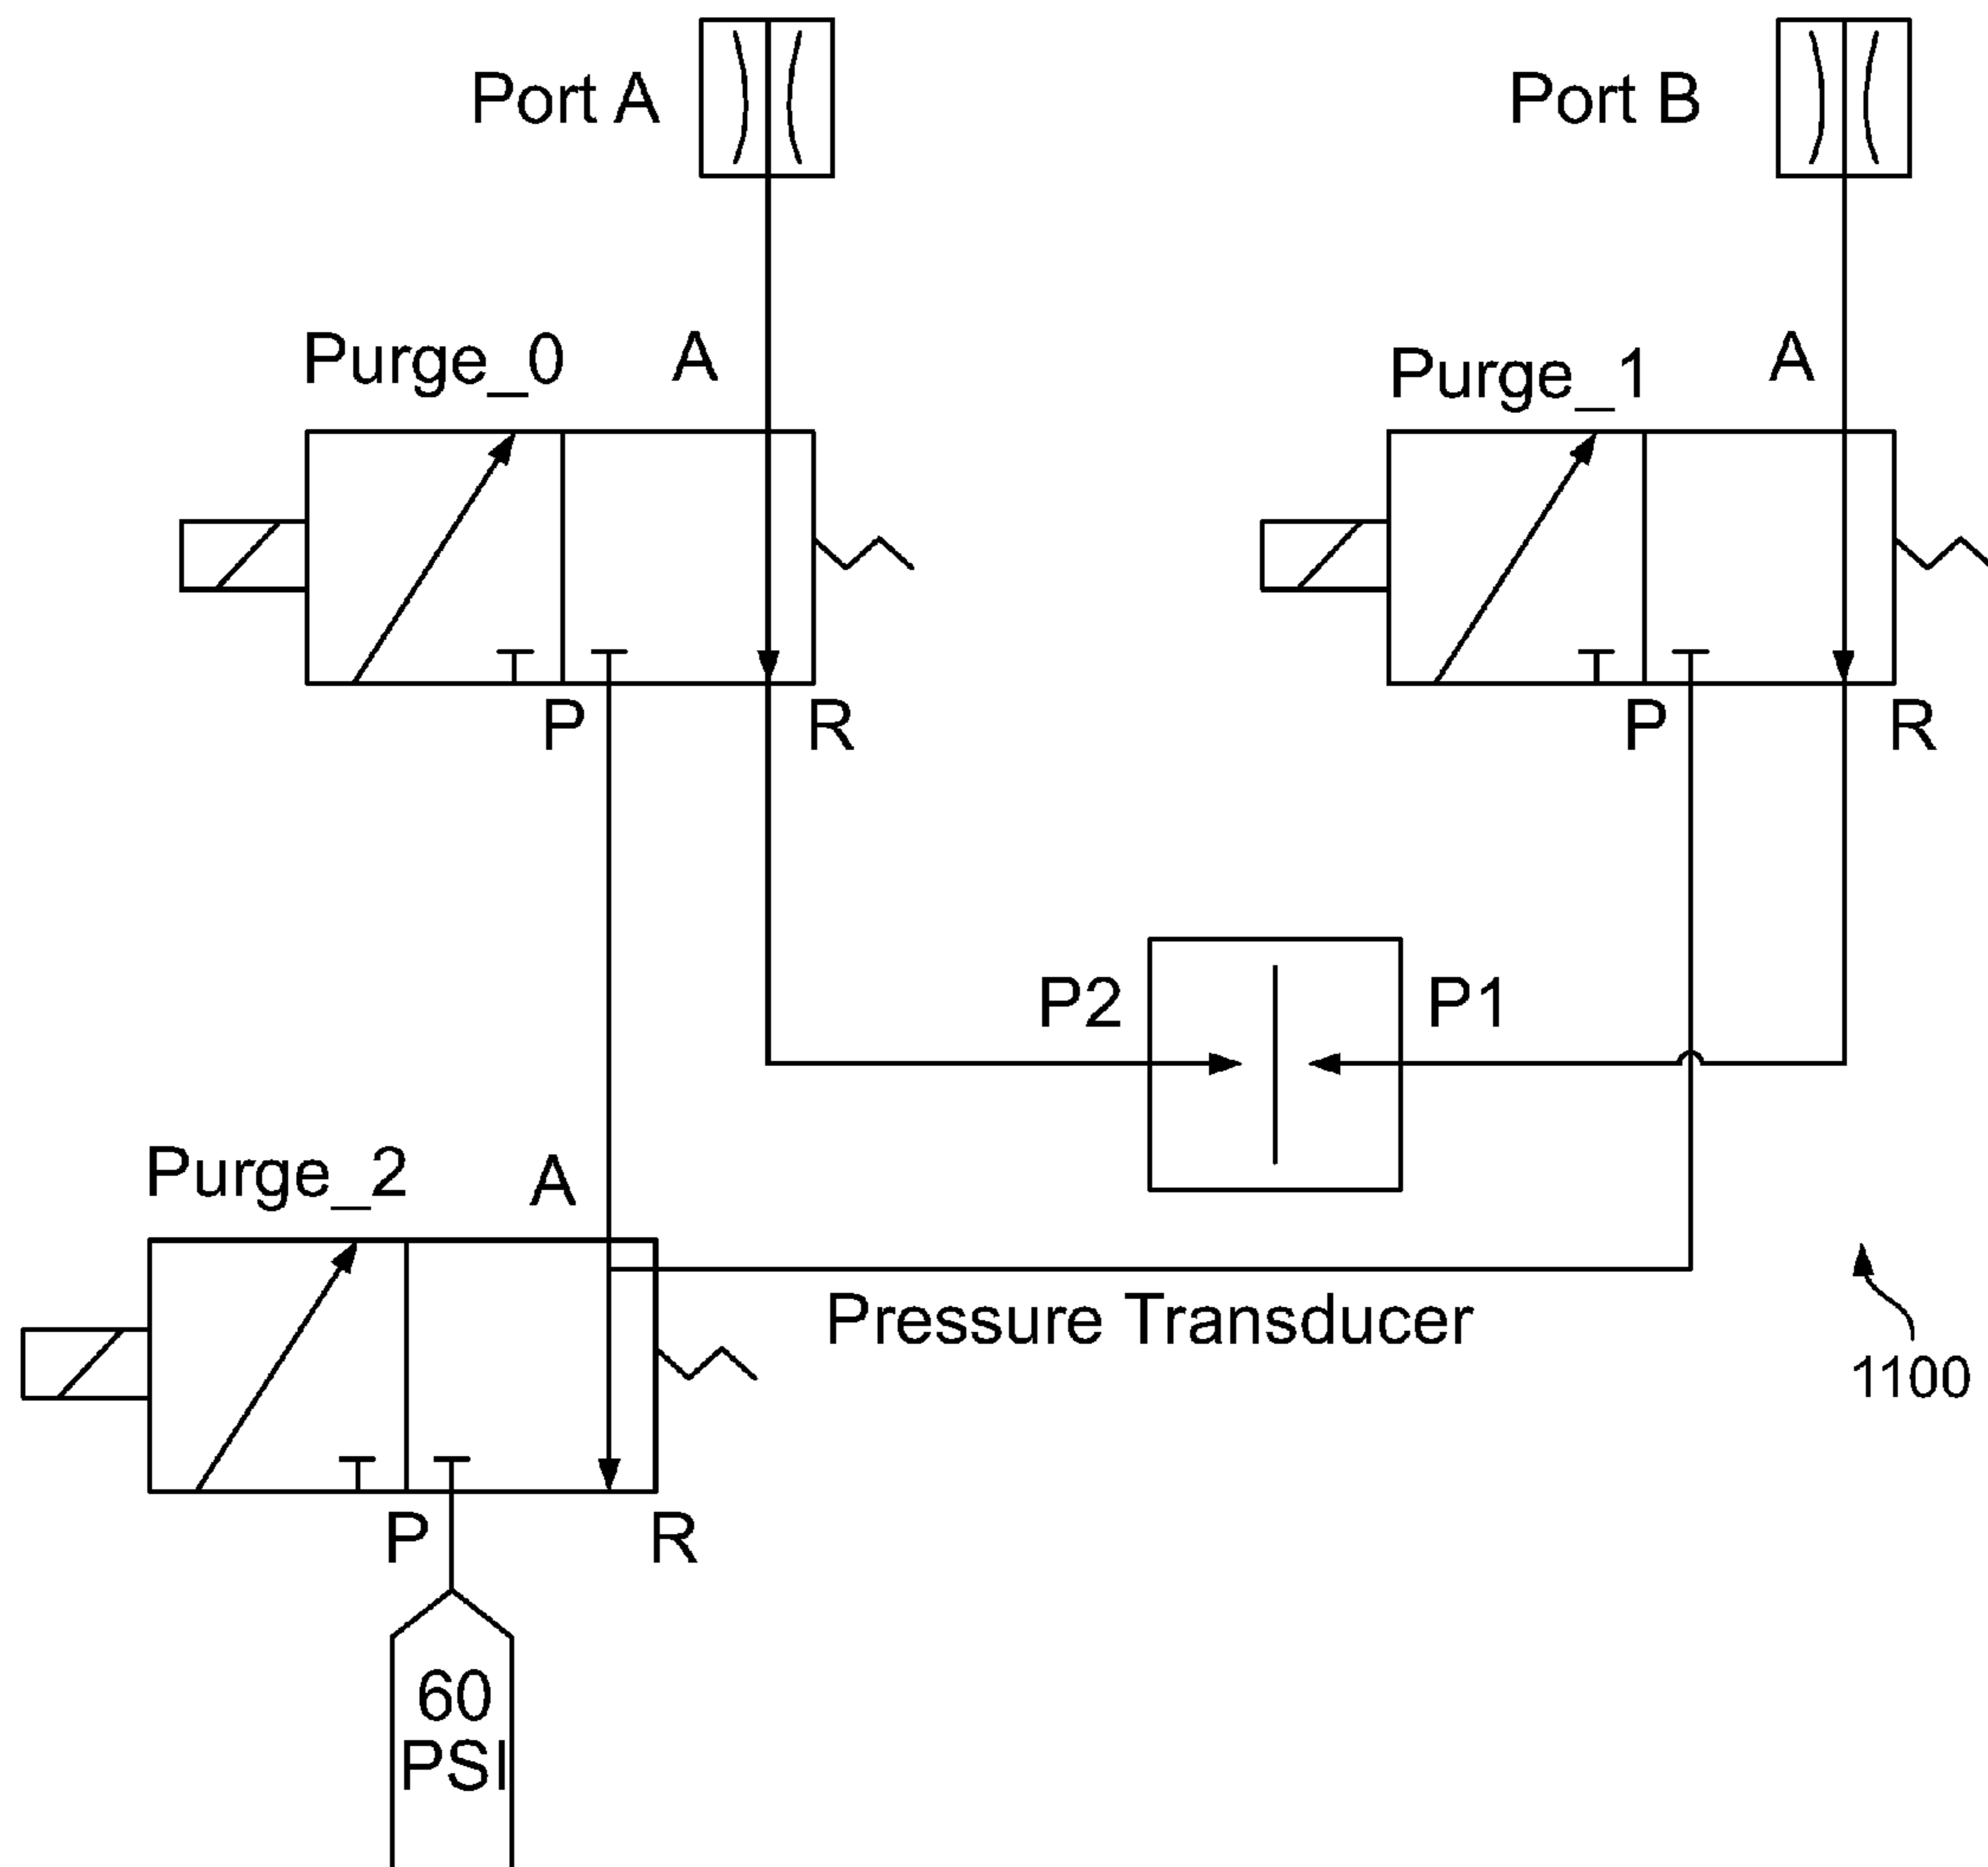 Port A
Port B
Purge_0
A
Purge_1
A
P
R
P
R
P2
P1
Purge_2
A
Pressure Transducer
1100
P
R
60
PSI